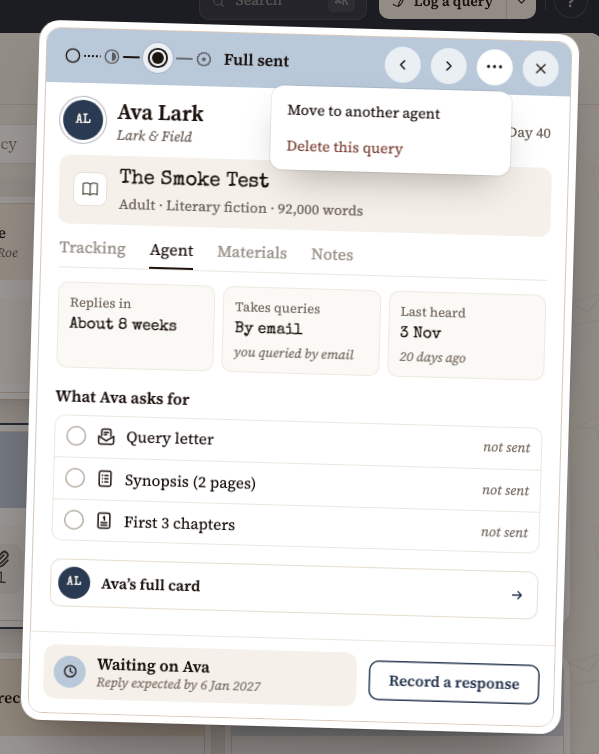 Search
⌘K
Log a query
?
Full sent
Move to another agent
Delete this query
AL
Ava Lark
Lark & Field
Day 40
The Smoke Test
Adult · Literary fiction · 92,000 words
Roe
Tracking
Agent
Materials
Notes
Replies in
About 8 weeks
Takes queries
By email
you queried by email
Last heard
3 Nov
20 days ago
What Ava asks for
Query letter
not sent
Synopsis (2 pages)
not sent
First 3 chapters
not sent
AL
Ava’s full card
1
Waiting on Ava
Reply expected by 6 Jan 2027
Record a response